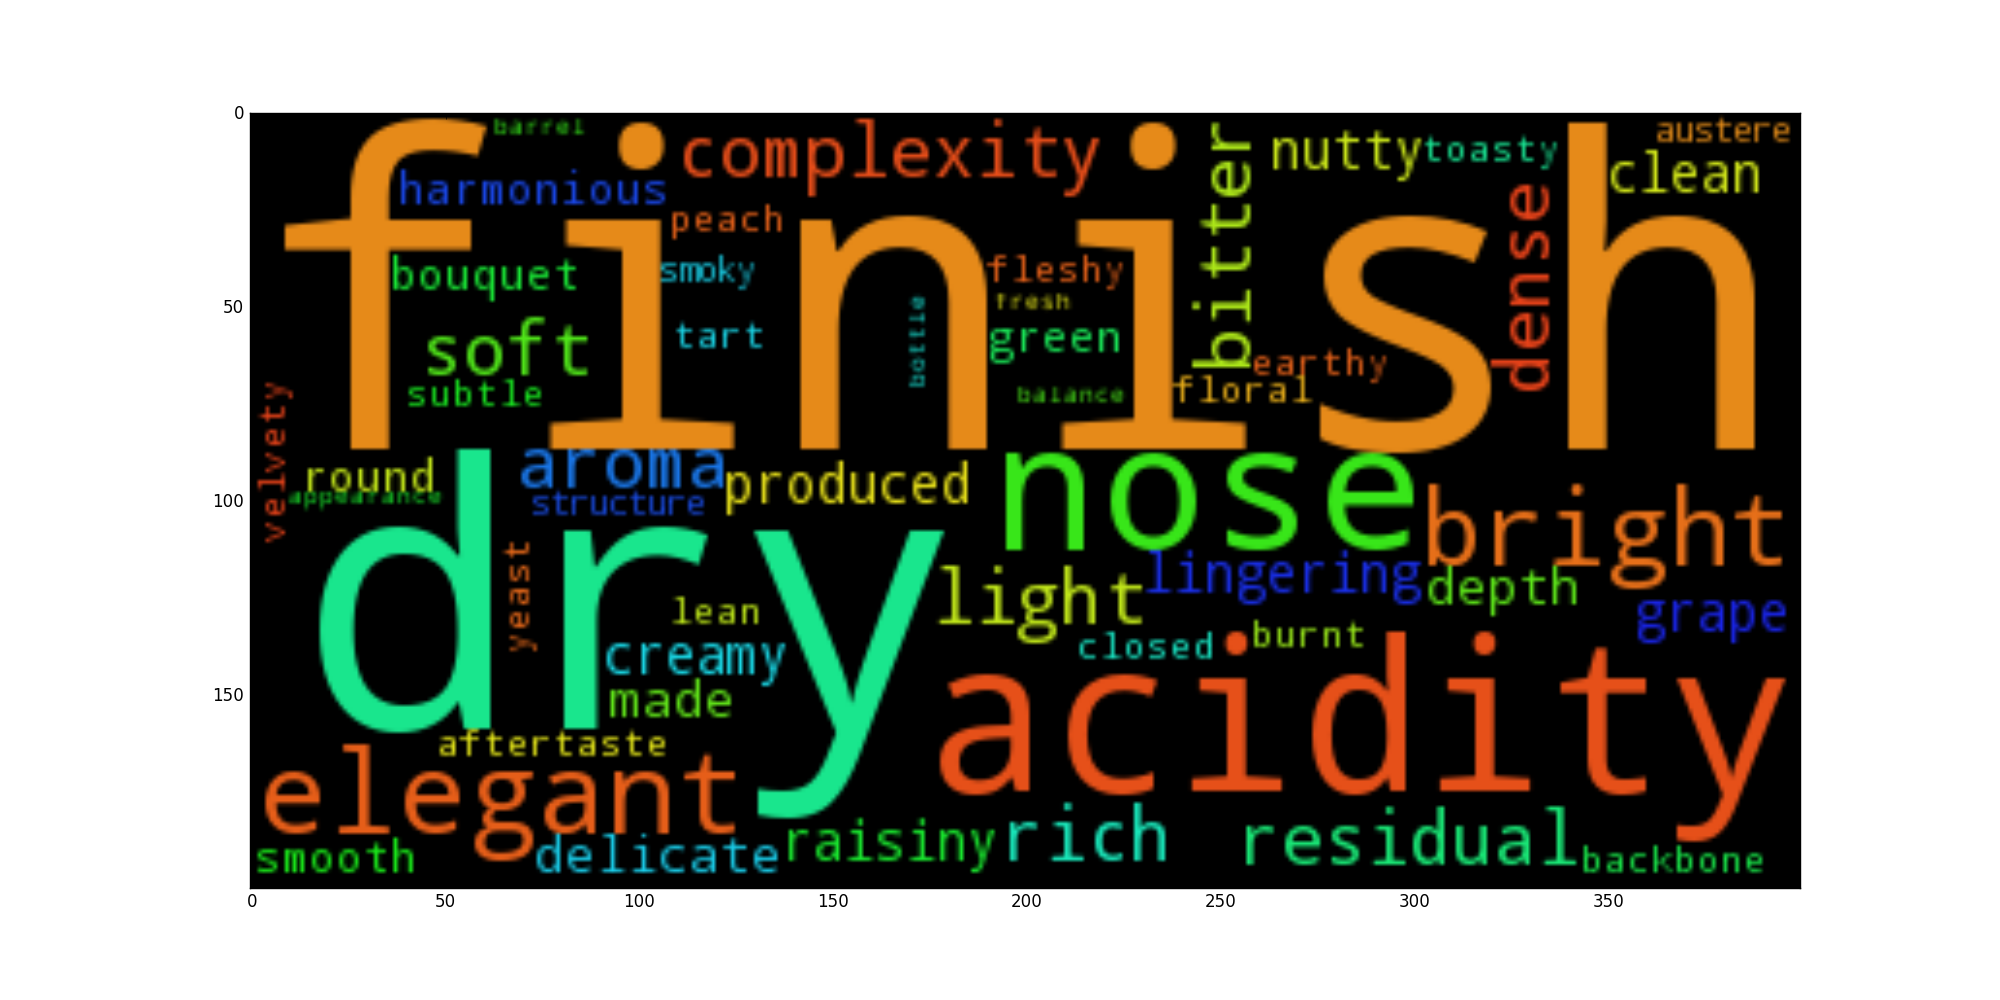 0
barrel
complexity
bitter
nutty
toasty
austere
clean
harmonious
finish
peach
dense
bouquet
smoky
fleshy
fresh
50
soft
tart
bottle
green
earthy
subtle
balance
floral
velvety
round
aroma
produced
nose
appearance
structure
100
bright
dry
yeast
light
lingering
depth
lean
grape
creamy
closed
burnt
made
150
acidity
aftertaste
elegant
smooth
delicate
raisiny
rich
residual
backbone
0 50 100 150 200 250 300 350